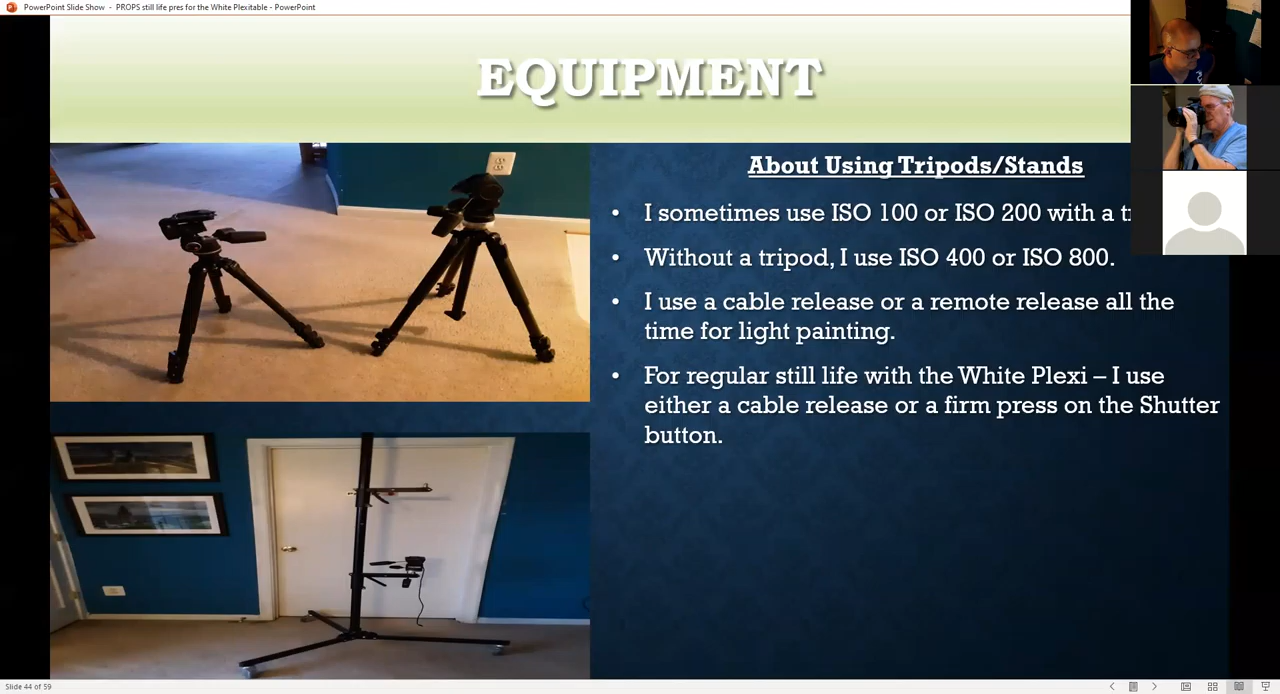 PowerPoint Slide Show - PROPS still life pres for the White Plexitable - PowerPoint
EQUIPMENT
About Using Tripods/Stands
• I sometimes use ISO 100 or ISO 200 with a
• Without a tripod, I use ISO 400 or ISO 800.
• I use a cable release or a remote release all the
time for light painting.
• For regular still life with the White Plexi – I use
either a cable release or a firm press on the Shutter
button.
Slide 44 of 59